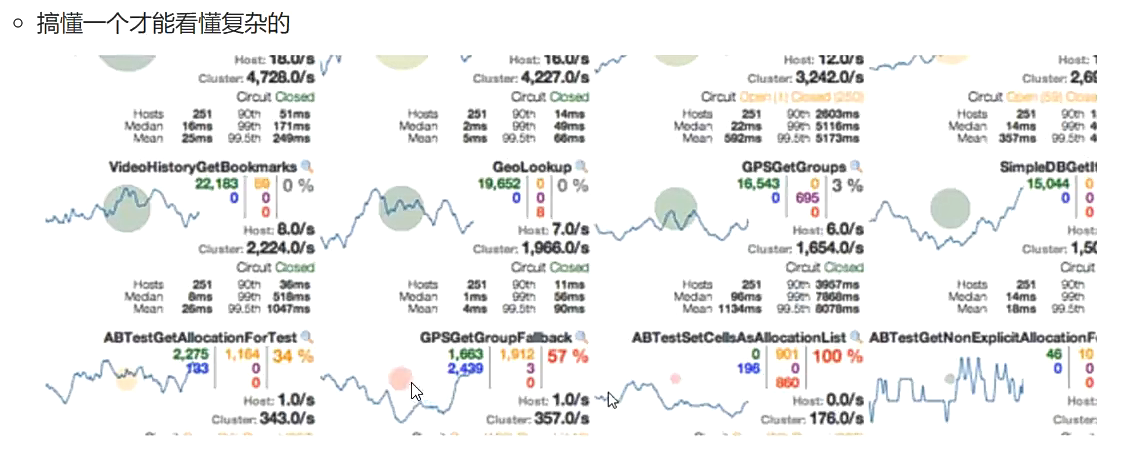 搞懂一个才能看懂复杂的
Host: 18.0/s
Cluster: 4,728.0/s
Circuit Closed
Hosts 251 90th 51ms
Median 16ms 99th 171ms
Mean 25ms 99.5th 249ms
Host: 16.0/s
Cluster: 4,227.0/s
Circuit Closed
Hosts 251 90th 14ms
Median 2ms 99th 49ms
Mean 5ms 99.5th 66ms
Host: 12.0/s
Cluster: 3,242.0/s
Circuit Open (1) Closed (250)
Hosts 251 90th 2603ms
Median 22ms 99th 5116ms
Mean 592ms 99.5th 5173ms
Host: 1
Cluster: 2,69
Circuit Open (59) Close
Hosts 251 90th 1
Median 14ms 99th 4
Mean 357ms 99.5th 4
VideoHistoryGetBookmarks
22,183 0 %
0 0
0
Host: 8.0/s
Cluster: 2,224.0/s
Circuit Closed
Hosts 251 90th 36ms
Median 8ms 99th 518ms
Mean 26ms 99.5th 1047ms
GeoLookup
19,652 0 0 %
0 0
8
Host: 7.0/s
Cluster: 1,966.0/s
Circuit Closed
Hosts 251 90th 11ms
Median 1ms 99th 56ms
Mean 4ms 99.5th 90ms
GPSGetGroups
16,543 0 3 %
0 695
0
Host: 6.0/s
Cluster: 1,654.0/s
Circuit Closed
Hosts 251 90th 3957ms
Median 96ms 99th 7868ms
Mean 1134ms 99.5th 8078ms
SimpleDBGetIt
15,044 0
0 0
0
Host:
Cluster: 1,50
Circuit
Hosts 251 90th
Median 14ms 99th
Mean 18ms 99.5th
ABTestGetAllocationForTest
2,275 1,164 34 %
133 0
0
Host: 1.0/s
Cluster: 343.0/s
GPSGetGroupFallback
1,663 1,912 57 %
2,439 3
0
Host: 1.0/s
Cluster: 357.0/s
ABTestSetCellsAsAllocationList
0 901 100 %
196 0
860
Host: 0.0/s
Cluster: 176.0/s
ABTestGetNonExplicitAllocationF
46 10
0 0
0
Host:
Cluster: